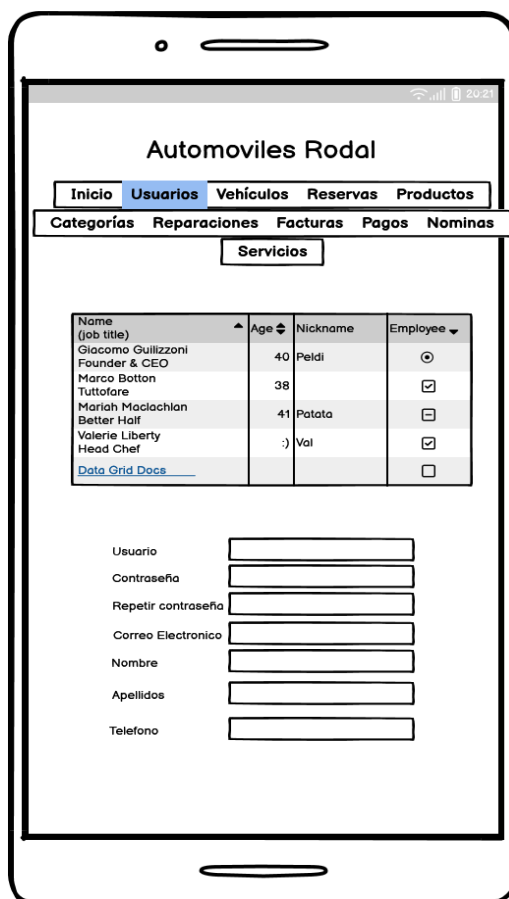 20:21
Automoviles Rodal
Inicio Usuarios Vehículos Reservas Productos
Categorías Reparaciones Facturas Pagos Nominas
Servicios
Name
(job title) Age Nickname Employee
Giacomo Guilizzoni
Founder & CEO 40 Peldi
Marco Botton
Tuttofare 38
Mariah Maclachlan
Better Half 41 Patata
Valerie Liberty
Head Chef :) Val
Data Grid Docs
Usuario
Contraseña
Repetir contraseña
Correo Electronico
Nombre
Apellidos
Telefono